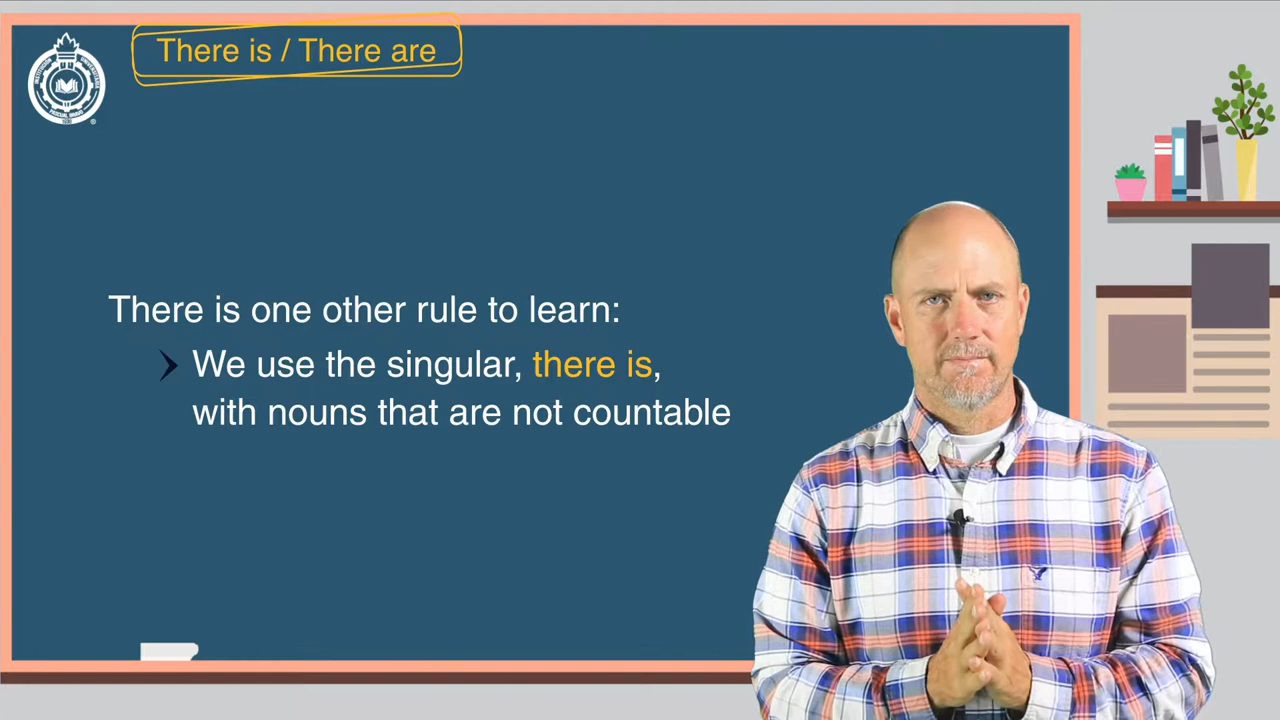 There is / There are
There is one other rule to learn:
We use the singular, there is,
with nouns that are not countable